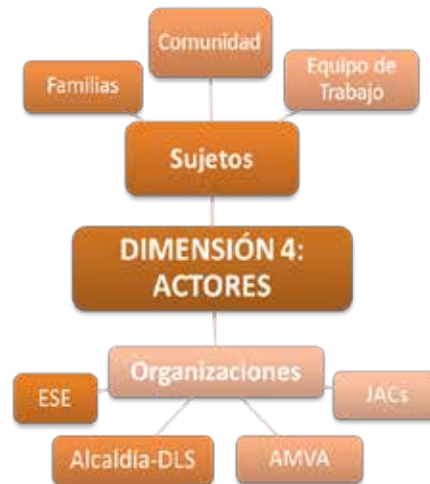 Comunidad
Familias
Equipo de
Trabajo
Sujetos
DIMENSIÓN 4:
ACTORES
Organizaciones
ESE
JACs
Alcaldía-DLS
AMVA